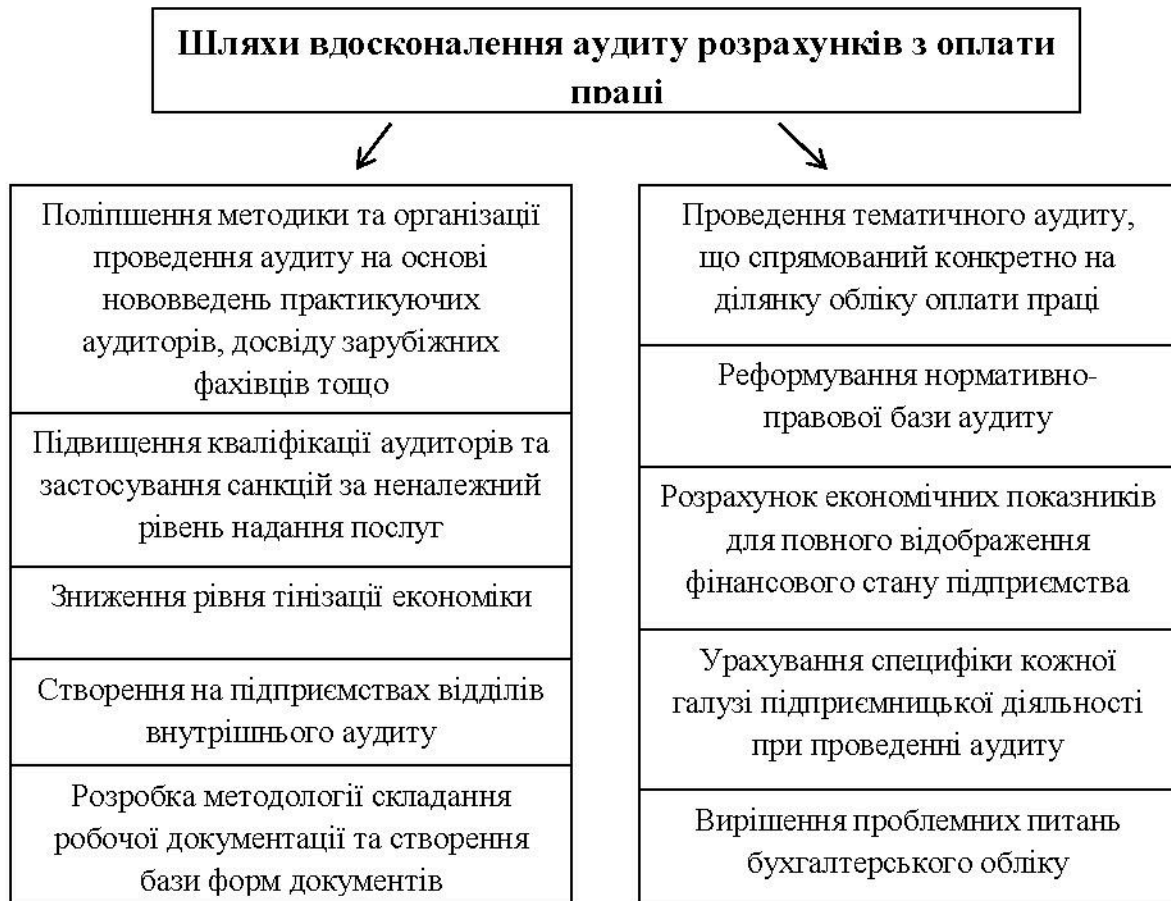 Шляхи вдосконалення аудиту розрахунків з оплати
праці
Поліпшення методики та організації
проведення аудиту на основі
нововведень практикуючих
аудиторів, досвіду зарубіжних
фахівців тощо
Підвищення кваліфікації аудиторів та
застосування санкцій за неналежний
рівень надання послуг
Зниження рівня тінізації економіки
Створення на підприємствах відділів
внутрішнього аудиту
Розробка методології складання
робочої документації та створення
бази форм документів
Проведення тематичного аудиту,
що спрямований конкретно на
ділянку обліку оплати праці
Реформування нормативно-
правової бази аудиту
Розрахунок економічних показників
для повного відображення
фінансового стану підприємства
Урахування специфіки кожної
галузі підприємницької діяльності
при проведенні аудиту
Вирішення проблемних питань
бухгалтерського обліку